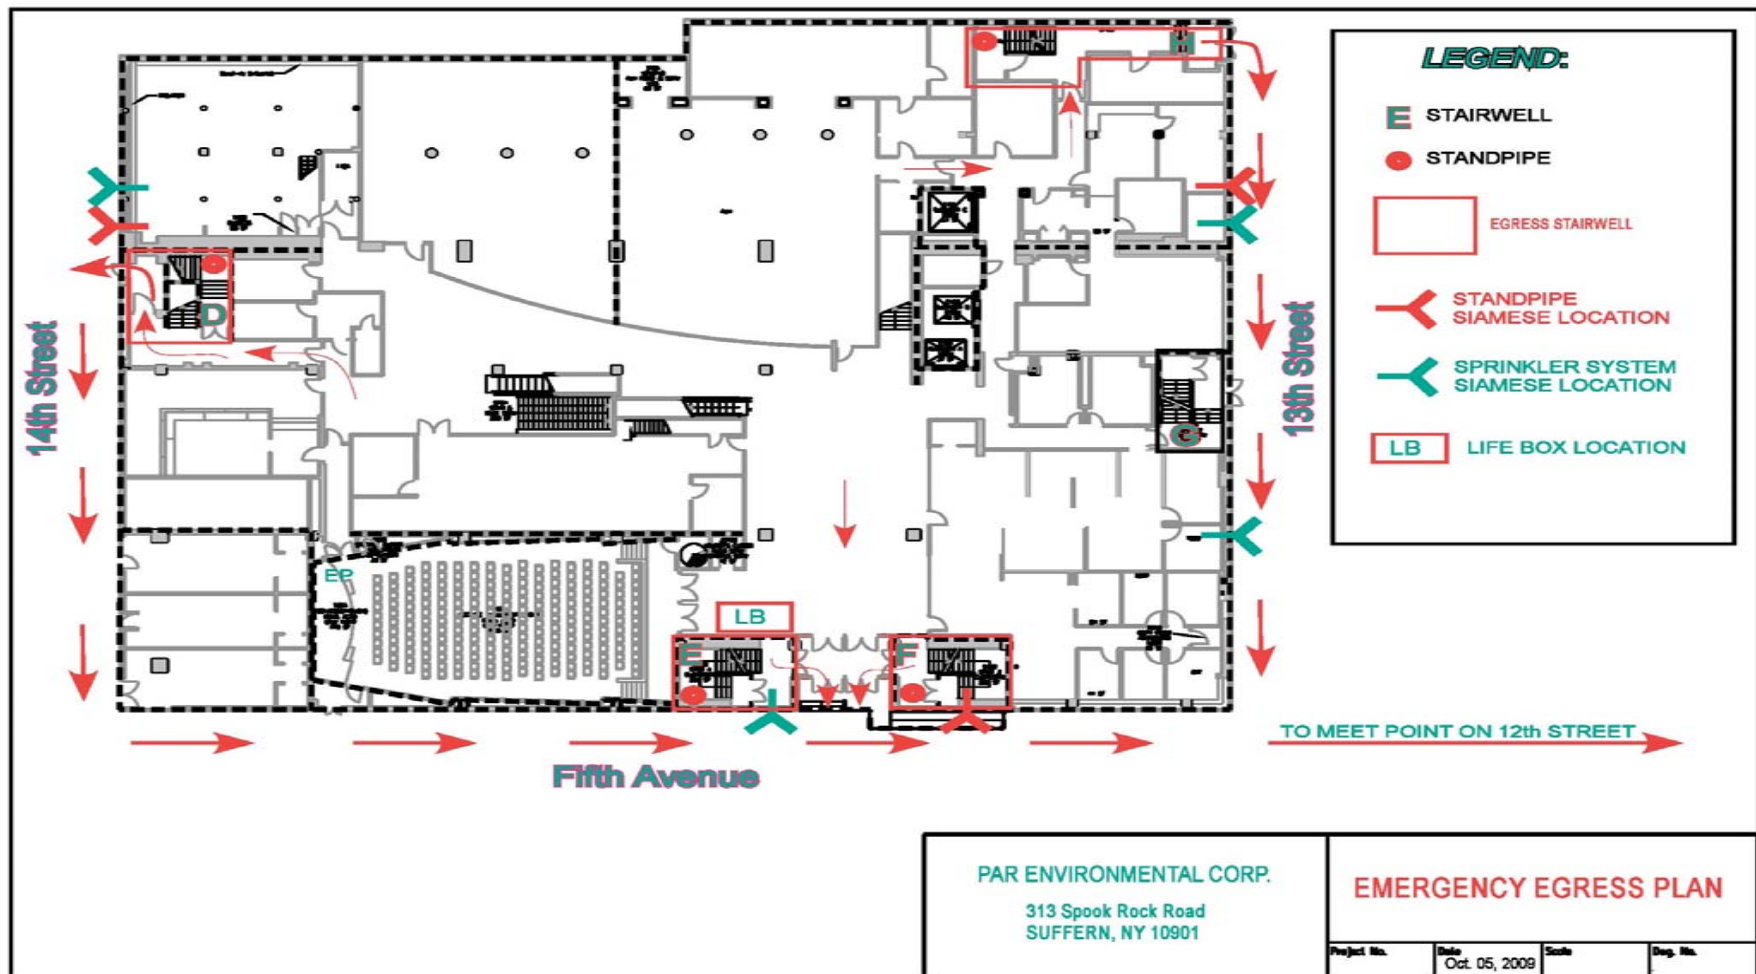 LEGEND:
E STAIRWELL
STANDPIPE
EGRESS STAIRWELL
STANDPIPE
SIAMESE LOCATION
SPRINKLER SYSTEM
SIAMESE LOCATION
LB LIFE BOX LOCATION
H
D
14th Street
13th Street
G
EP
LB
E
F
TO MEET POINT ON 12th STREET
Fifth Avenue
PAR ENVIRONMENTAL CORP.
313 Spook Rock Road
SUFFERN, NY 10901
EMERGENCY EGRESS PLAN
Project No.
Date
Oct. 05, 2009
Scale
Dwg. No.